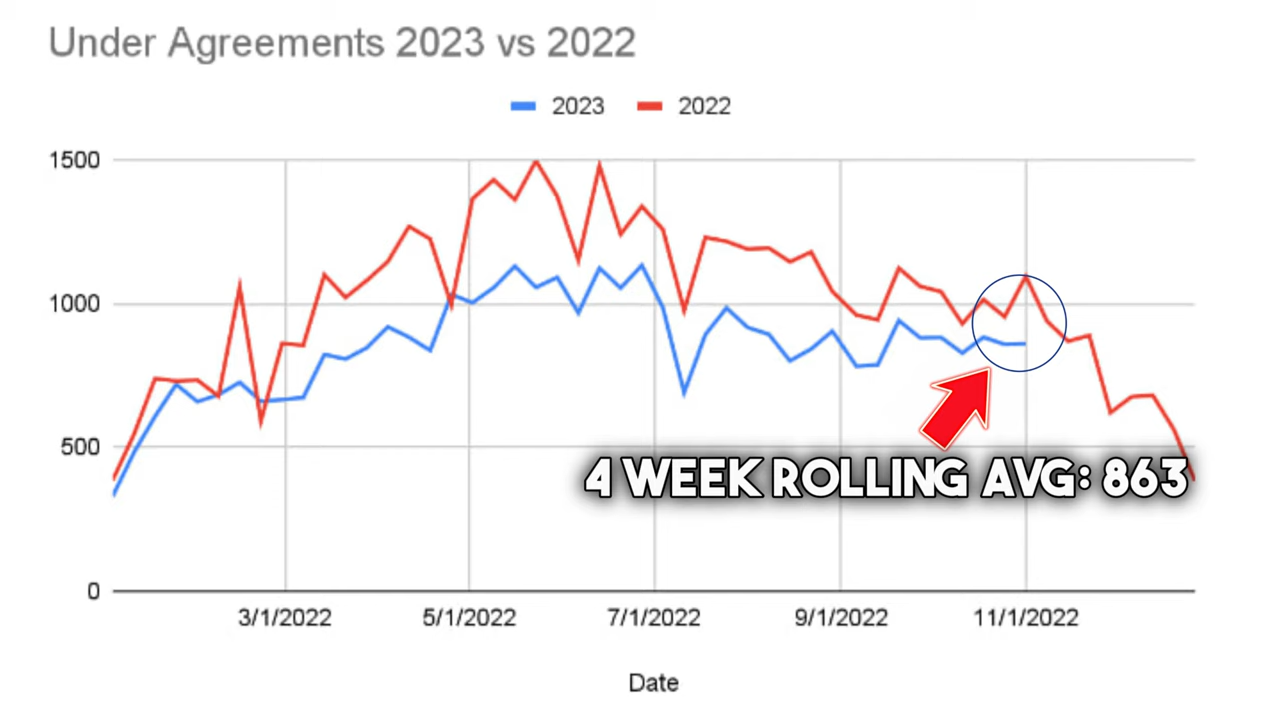 Under Agreements 2023 vs 2022
2023 2022
1500
1000
500
0
4 WEEK ROLLING AVG: 863
3/1/2022 5/1/2022 7/1/2022 9/1/2022 11/1/2022
Date